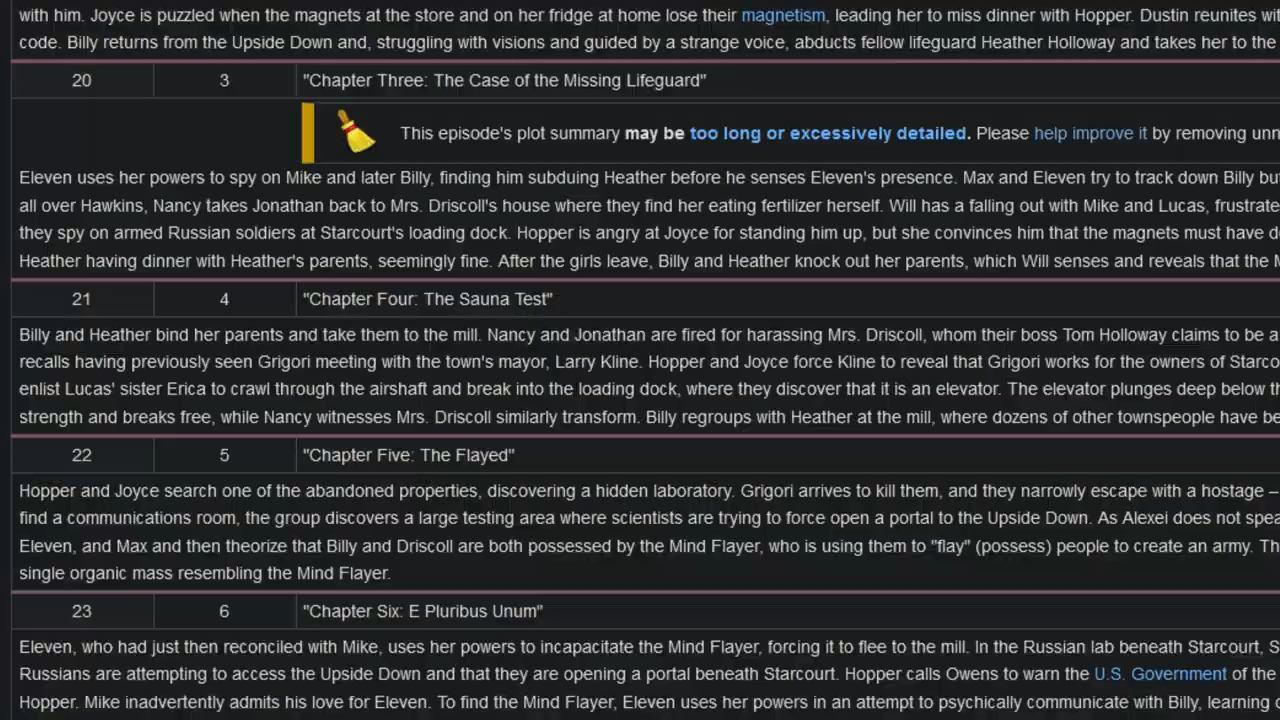 with him. Joyce is puzzled when the magnets at the store and on her fridge at home lose their magnetism, leading her to miss dinner with Hopper. Dustin reunites
code. Billy returns from the Upside Down and, struggling with visions and guided by a strange voice, abducts fellow lifeguard Heather Holloway and takes her to the
20 3 "Chapter Three: The Case of the Missing Lifeguard"
This episode's plot summary may be too long or excessively detailed. Please help improve it by removing
Eleven uses her powers to spy on Mike and later Billy, finding him subduing Heather before he senses Eleven's presence. Max and Eleven try to track down Billy
all over Hawkins, Nancy takes Jonathan back to Mrs. Driscoll's house where they find her eating fertilizer herself. Will has a falling out with Mike and Lucas,
they spy on armed Russian soldiers at Starcourt's loading dock. Hopper is angry at Joyce for standing him up, but she convinces him that the magnets must have
Heather having dinner with Heather's parents, seemingly fine. After the girls leave, Billy and Heather knock out her parents, which Will senses and reveals that the
21 4 "Chapter Four: The Sauna Test"
Billy and Heather bind her parents and take them to the mill. Nancy and Jonathan are fired for harassing Mrs. Driscoll, whom their boss Tom Holloway claims to be a
recalls having previously seen Grigori meeting with the town's mayor, Larry Kline. Hopper and Joyce force Kline to reveal that Grigori works for the owners of
enlist Lucas' sister Erica to crawl through the airshaft and break into the loading dock, where they discover that it is an elevator. The elevator plunges deep below
strength and breaks free, while Nancy witnesses Mrs. Driscoll similarly transform. Billy regroups with Heather at the mill, where dozens of other townspeople have
22 5 "Chapter Five: The Flayed"
Hopper and Joyce search one of the abandoned properties, discovering a hidden laboratory. Grigori arrives to kill them, and they narrowly escape with a hostage –
find a communications room, the group discovers a large testing area where scientists are trying to force open a portal to the Upside Down. As Alexei does not
Eleven, and Max and then theorize that Billy and Driscoll are both possessed by the Mind Flayer, who is using them to "flay" (possess) people to create an army.
single organic mass resembling the Mind Flayer.
23 6 "Chapter Six: E Pluribus Unum"
Eleven, who had just then reconciled with Mike, uses her powers to incapacitate the Mind Flayer, forcing it to flee to the mill. In the Russian lab beneath Starcourt,
Russians are attempting to access the Upside Down and that they are opening a portal beneath Starcourt. Hopper calls Owens to warn the U.S. Government of the
Hopper. Mike inadvertently admits his love for Eleven. To find the Mind Flayer, Eleven uses her powers in an attempt to psychically communicate with Billy, learning